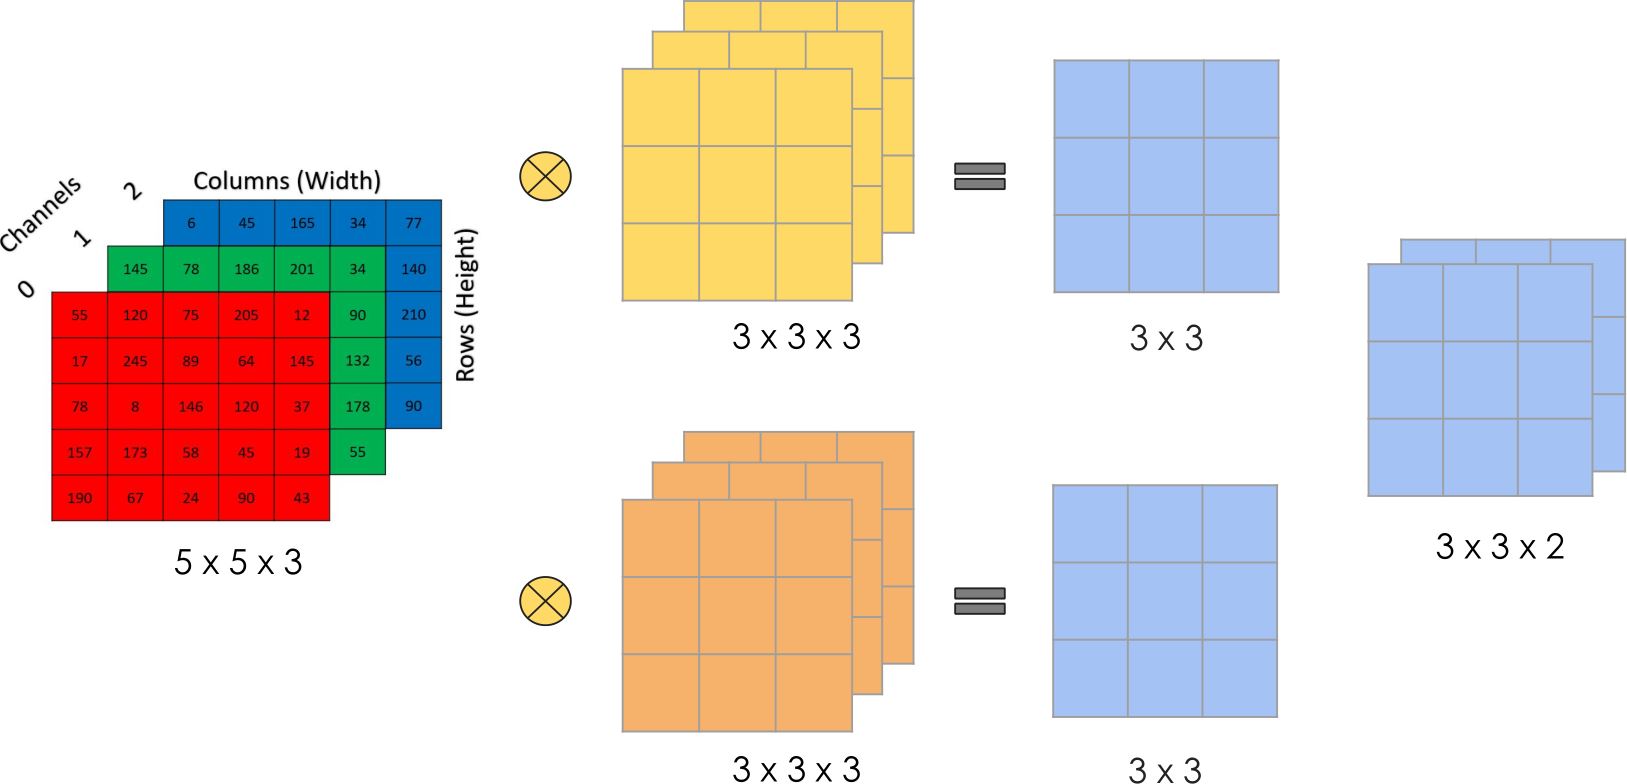 Channels
0
1
2
Columns (Width)
Rows (Height)
6 45 165 34 77
145 78 186 201 34 140
55 120 75 205 12 90 210
17 245 89 64 145 132 56
78 8 146 120 37 178 90
157 173 58 45 19 55
190 67 24 90 43
5 x 5 x 3
3 x 3 x 3
3 x 3
3 x 3 x 2
3 x 3 x 3
3 x 3